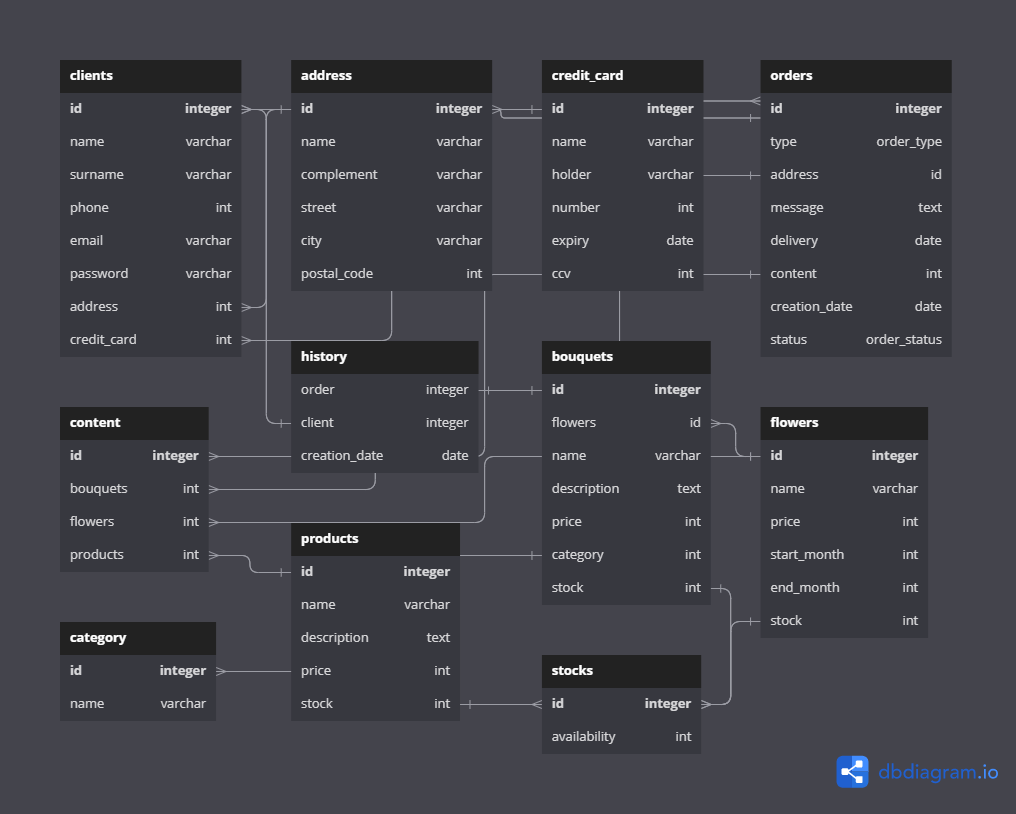 clients
id integer
name varchar
surname varchar
phone int
email varchar
password varchar
address int
credit_card int
address
id integer
name varchar
complement varchar
street varchar
city varchar
postal_code int
credit_card
id integer
name varchar
holder varchar
number int
expiry date
ccv int
orders
id integer
type order_type
address id
message text
delivery date
content int
creation_date date
status order_status
history
order integer
client integer
creation_date date
bouquets
id integer
flowers id
name varchar
description text
price int
category int
stock int
content
id integer
bouquets int
flowers int
products int
flowers
id integer
name varchar
price int
start_month int
end_month int
stock int
products
id integer
name varchar
description text
price int
stock int
category
id integer
name varchar
stocks
id integer
availability int
dbdiagram.io